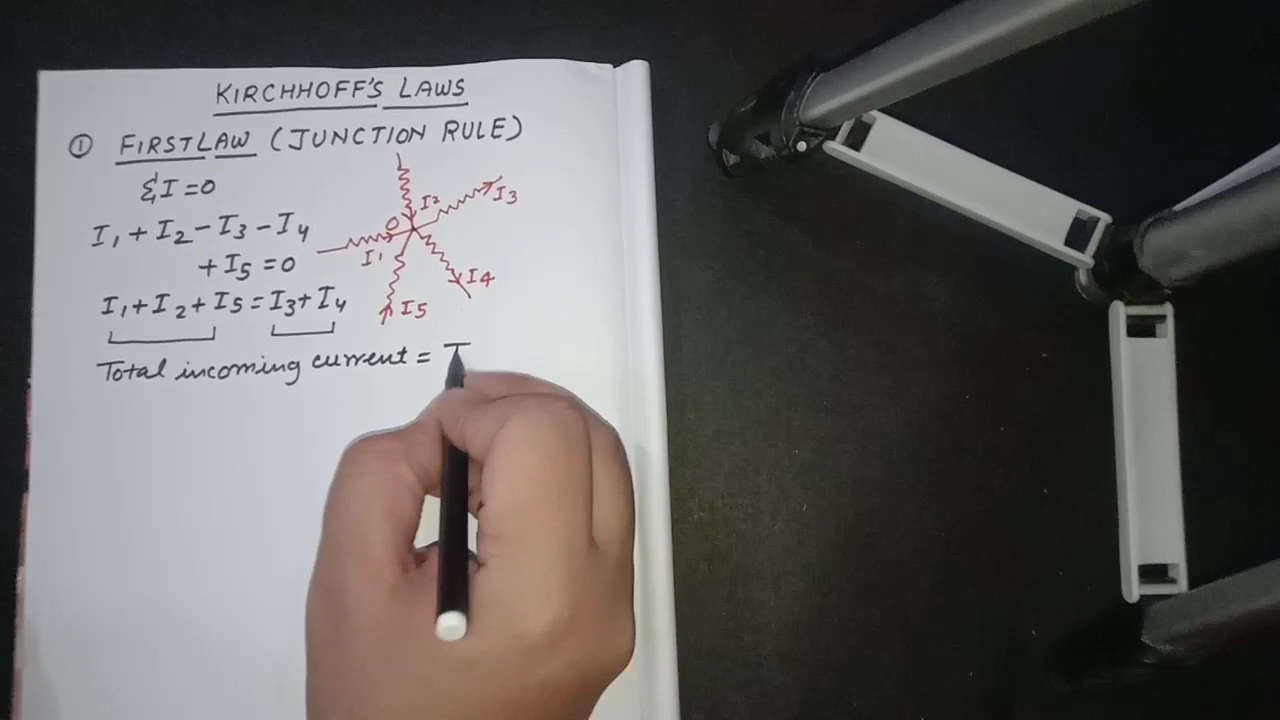 KIRCHHOFF'S LAWS
① FIRST LAW (JUNCTION RULE)
ΣI = 0
I₁ + I₂ - I₃ - I₄
+ I₅ = 0
I₁ + I₂ + I₅ = I₃ + I₄
Total incoming current = T
I2
I3
O
I1
I4
I5